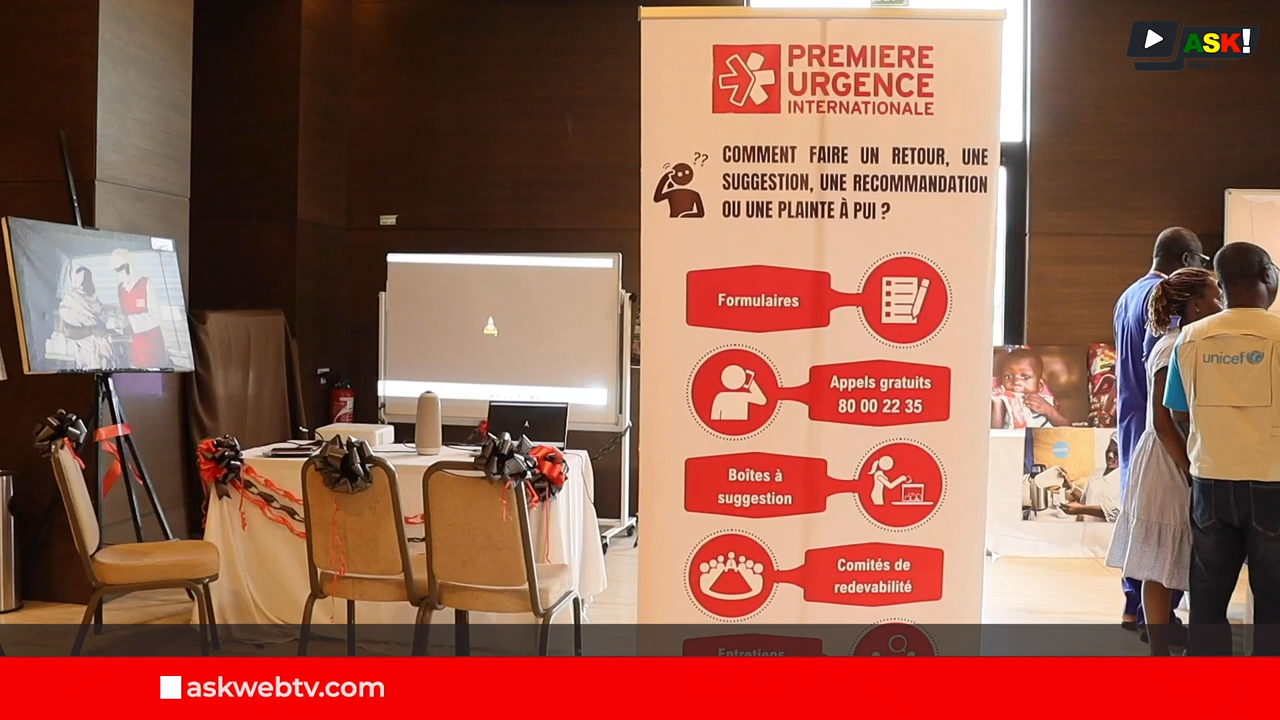 ASK!
PREMIERE
URGENCE
INTERNATIONALE
??
COMMENT FAIRE UN RETOUR, UNE
SUGGESTION, UNE RECOMMANDATION
OU UNE PLAINTE À PUI ?
Formulaires
Appels gratuits
80 00 22 35
Boîtes à
suggestion
Comités de
redevabilité
Entretiens
unicef
askwebtv.com